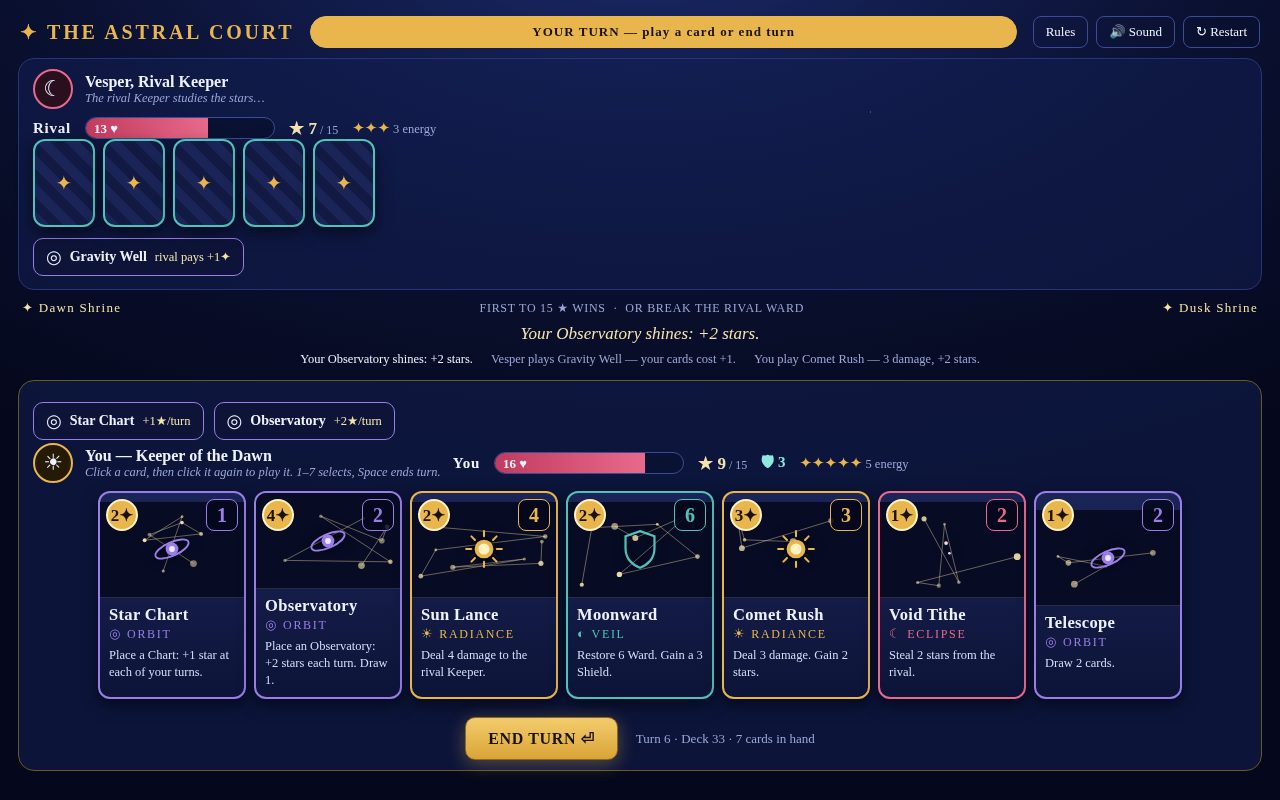 ✦ THE ASTRAL COURT
YOUR TURN — play a card or end turn
Rules
🔊 Sound
↻ Restart
☾
Vesper, Rival Keeper
The rival Keeper studies the stars…
Rival
13 ♥
★ 7 / 15
✦✦✦ 3 energy
✦ ✦ ✦ ✦ ✦
◎ Gravity Well rival pays +1✦
✦ Dawn Shrine
FIRST TO 15 ★ WINS · OR BREAK THE RIVAL WARD
✦ Dusk Shrine
Your Observatory shines: +2 stars.
Your Observatory shines: +2 stars. Vesper plays Gravity Well — your cards cost +1. You play Comet Rush — 3 damage, +2 stars.
◎ Star Chart +1★/turn
◎ Observatory +2★/turn
☀
You — Keeper of the Dawn
Click a card, then click it again to play it. 1–7 selects, Space ends turn.
You
16 ♥
★ 9 / 15
🛡 3
✦✦✦✦✦ 5 energy
2✦
1
Star Chart
◎ ORBIT
Place a Chart: +1 star at
each of your turns.
4✦
2
Observatory
◎ ORBIT
Place an Observatory:
+2 stars each turn. Draw
1.
2✦
4
Sun Lance
☀ RADIANCE
Deal 4 damage to the
rival Keeper.
2✦
6
Moonward
◖ VEIL
Restore 6 Ward. Gain a 3
Shield.
3✦
3
Comet Rush
☀ RADIANCE
Deal 3 damage. Gain 2
stars.
1✦
2
Void Tithe
☾ ECLIPSE
Steal 2 stars from the
rival.
1✦
2
Telescope
◎ ORBIT
Draw 2 cards.
END TURN ⏎
Turn 6 · Deck 33 · 7 cards in hand